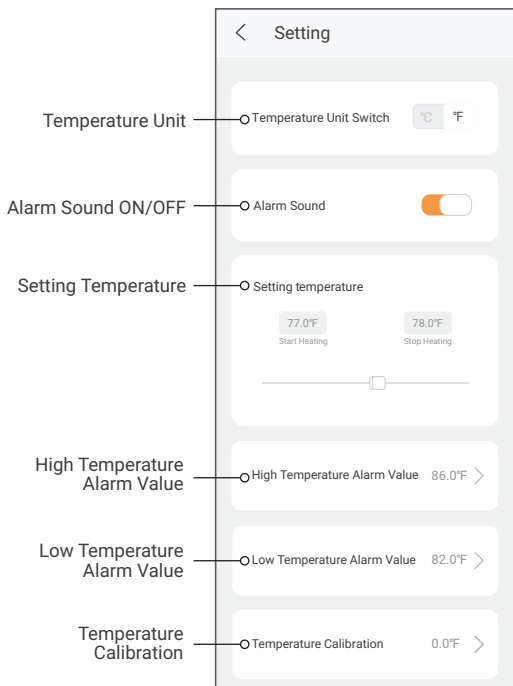 Setting
Temperature Unit
Temperature Unit Switch
°C °F
Alarm Sound ON/OFF
Alarm Sound
Setting Temperature
Setting temperature
77.0°F 78.0°F
Start Heating Stop Heating
High Temperature
Alarm Value
High Temperature Alarm Value 86.0°F
Low Temperature
Alarm Value
Low Temperature Alarm Value 82.0°F
Temperature
Calibration
Temperature Calibration 0.0°F